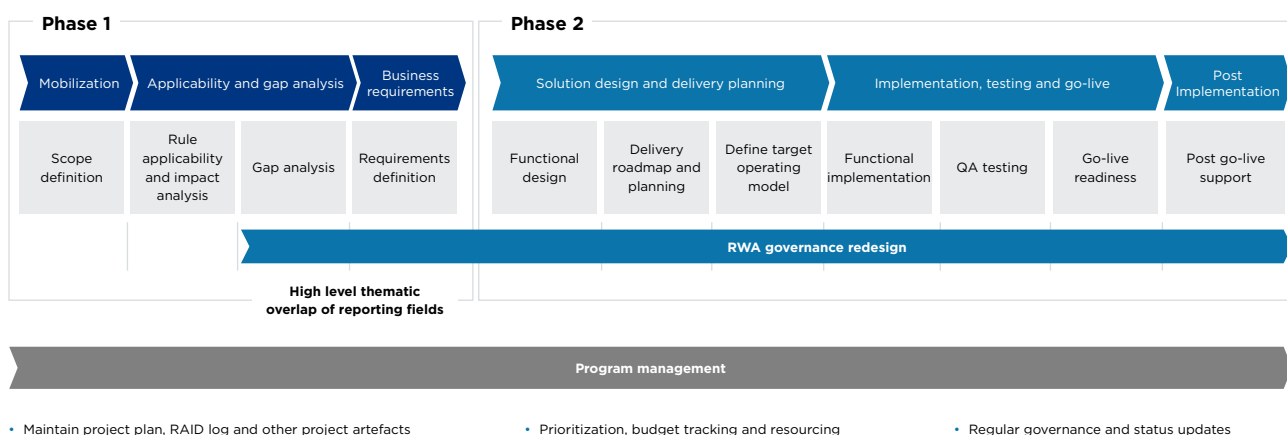 Phase 1
Phase 2
Mobilization
Applicability and gap analysis
Business
requirements
Solution design and delivery planning
Implementation, testing and go-live
Post
Implementation
Scope
definition
Rule
applicability
and impact
analysis
Gap analysis
Requirements
definition
Functional
design
Delivery
roadmap and
planning
Define target
operating
model
Functional
implementation
QA testing
Go-live
readiness
Post go-live
support
RWA governance redesign
High level thematic
overlap of reporting fields
Program management
• Maintain project plan, RAID log and other project artefacts
• Prioritization, budget tracking and resourcing
• Regular governance and status updates